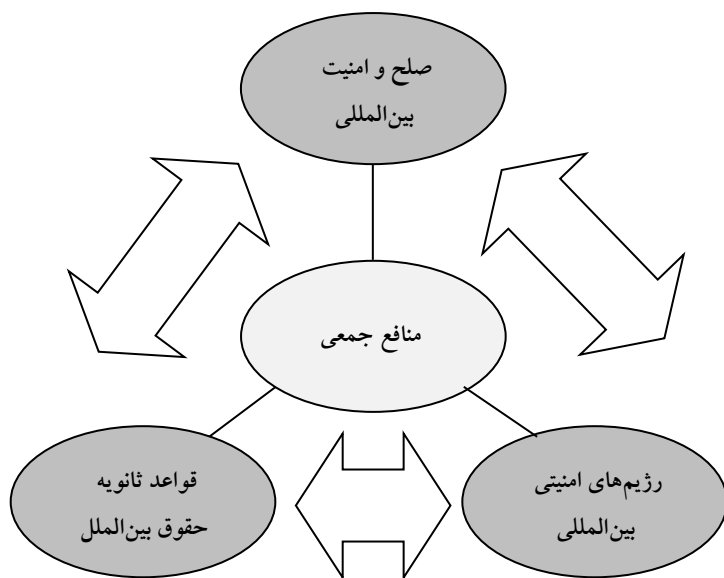 صلح و امنیت
بین‌المللی
منافع جمعی
رژیم‌های امنیتی
بین‌المللی
قواعد ثانویه
حقوق بین‌الملل